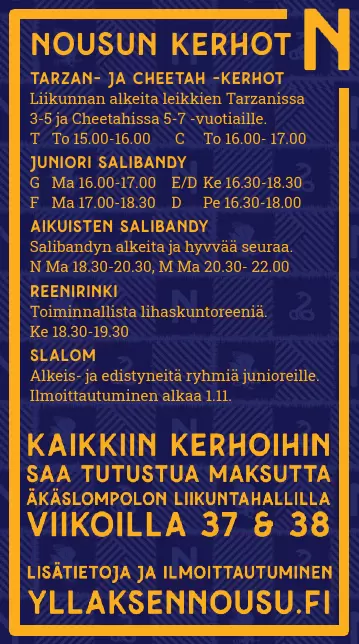 NOUSUN KERHOT N
TARZAN- JA CHEETAH -KERHOT
Liikunnan alkeita leikkien Tarzanissa
3-5 ja Cheetahissa 5-7 -vuotiaille.
T To 15.00-16.00 C To 16.00- 17.00
JUNIORI SALIBANDY
G Ma 16.00-17.00 E/D Ke 16.30-18.30
F Ma 17.00-18.30 D Pe 16.30-18.00
AIKUISTEN SALIBANDY
Salibandyn alkeita ja hyvvää seuraa.
N Ma 18.30-20.30, M Ma 20.30- 22.00
REENIRINKI
Toiminnallista lihaskuntoreeniä.
Ke 18.30-19.30
SLALOM
Alkeis- ja edistyneitä ryhmiä junioreille.
Ilmoittautuminen alkaa 1.11.
KAIKKIIN KERHOIHIN
SAA TUTUSTUA MAKSUTTA
ÄKÄSLOMPOLON LIIKUNTAHALLILLA
VIIKOILLA 37 & 38
LISÄTIETOJA JA ILMOITTAUTUMINEN
YLLAKSENNOUSU.FI